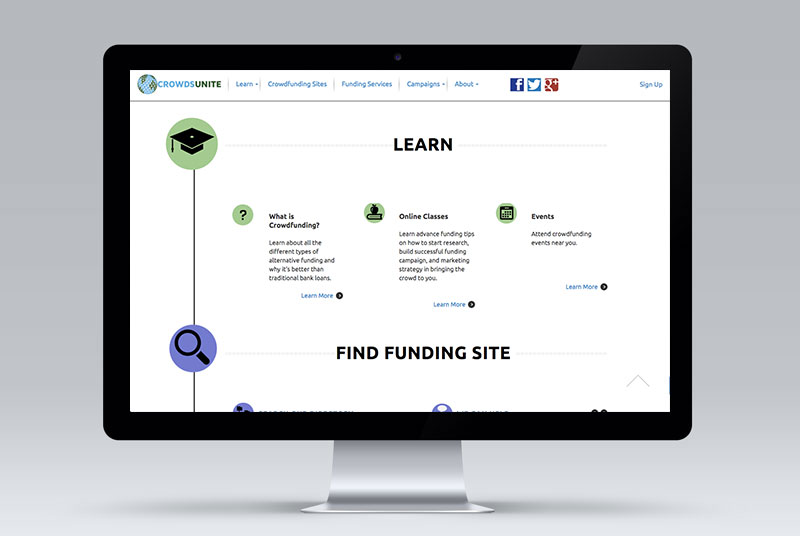 CROWDSUNITE
Learn
Crowdfunding Sites
Funding Services
Campaigns
About
Sign Up
LEARN
?
What is
Crowdfunding?
Learn about all the
different types of
alternative funding and
why it's better than
traditional bank loans.
Learn More
Online Classes
Learn advance funding tips
on how to start research,
build successful funding
campaign, and marketing
strategy in bringing the
crowd to you.
Learn More
Events
Attend crowdfunding
events near you.
Learn More
FIND FUNDING SITE